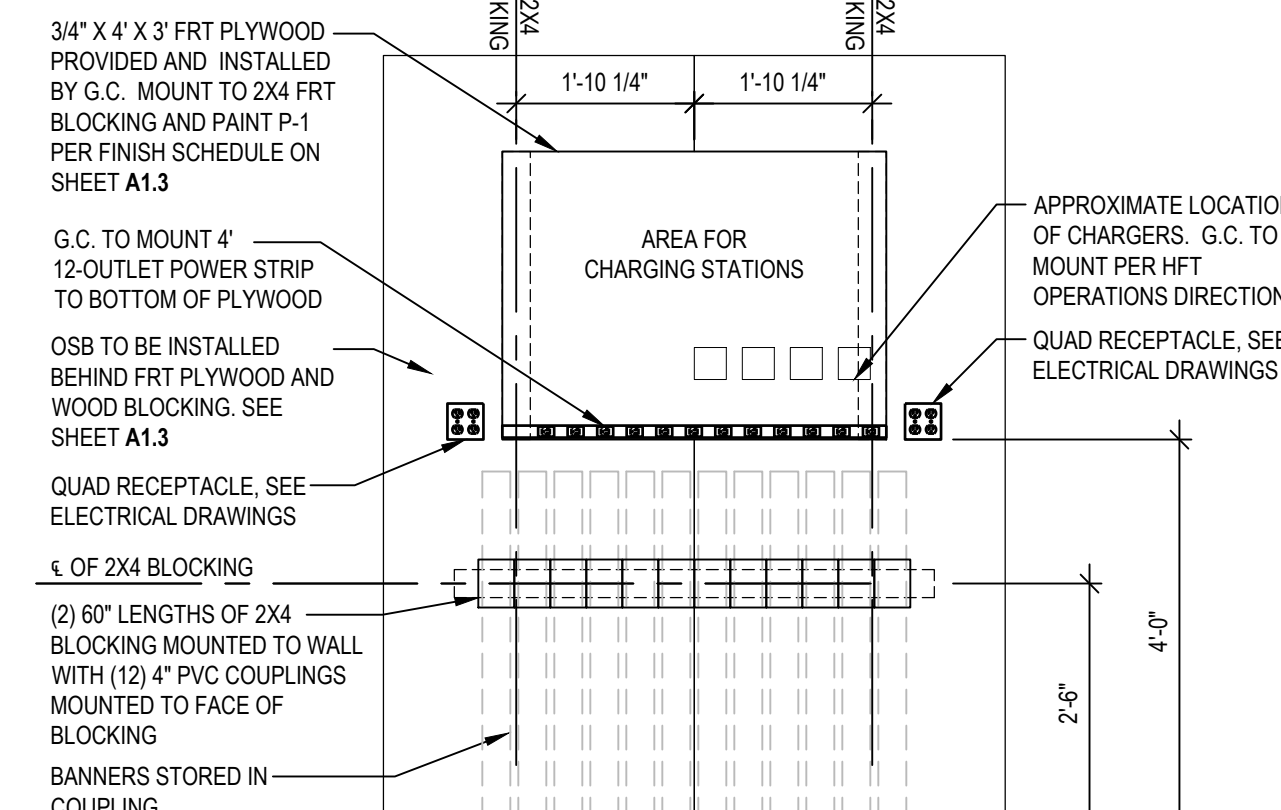 3/4" X 4' X 3' FRT PLYWOOD
PROVIDED AND INSTALLED
BY G.C. MOUNT TO 2X4 FRT
BLOCKING AND PAINT P-1
PER FINISH SCHEDULE ON
SHEET A1.3
G.C. TO MOUNT 4'
12-OUTLET POWER STRIP
TO BOTTOM OF PLYWOOD
OSB TO BE INSTALLED
BEHIND FRT PLYWOOD AND
WOOD BLOCKING. SEE
SHEET A1.3
QUAD RECEPTACLE, SEE
ELECTRICAL DRAWINGS
℄ OF 2X4 BLOCKING
(2) 60" LENGTHS OF 2X4
BLOCKING MOUNTED TO WALL
WITH (12) 4" PVC COUPLINGS
MOUNTED TO FACE OF
BLOCKING
BANNERS STORED IN
COUPLING
2X4
KING
2X4
KING
1'-10 1/4"
1'-10 1/4"
AREA FOR
CHARGING STATIONS
APPROXIMATE LOCATION
OF CHARGERS. G.C. TO
MOUNT PER HFT
OPERATIONS DIRECTION
QUAD RECEPTACLE, SEE
ELECTRICAL DRAWINGS
4'-0"
2'-6"